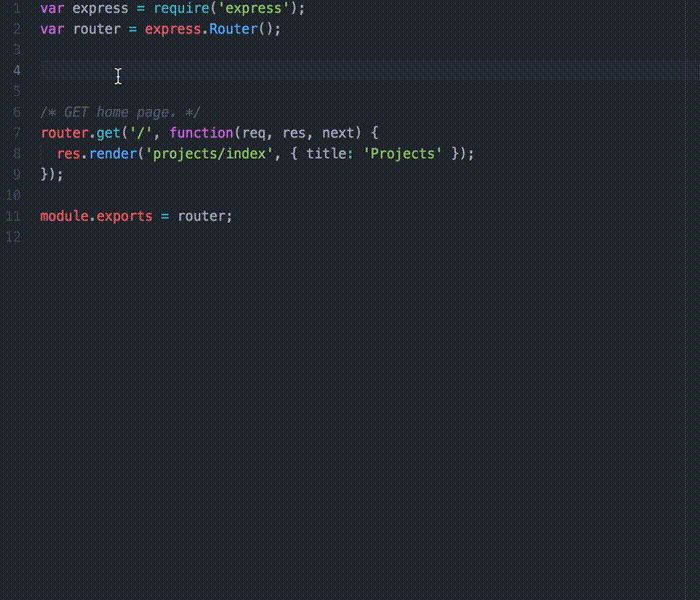 1 var express = require('express');
2 var router = express.Router();
3
4
5
6 /* GET home page. */
7 router.get('/', function(req, res, next) {
8 res.render('projects/index', { title: 'Projects' });
9 });
10
11 module.exports = router;
12